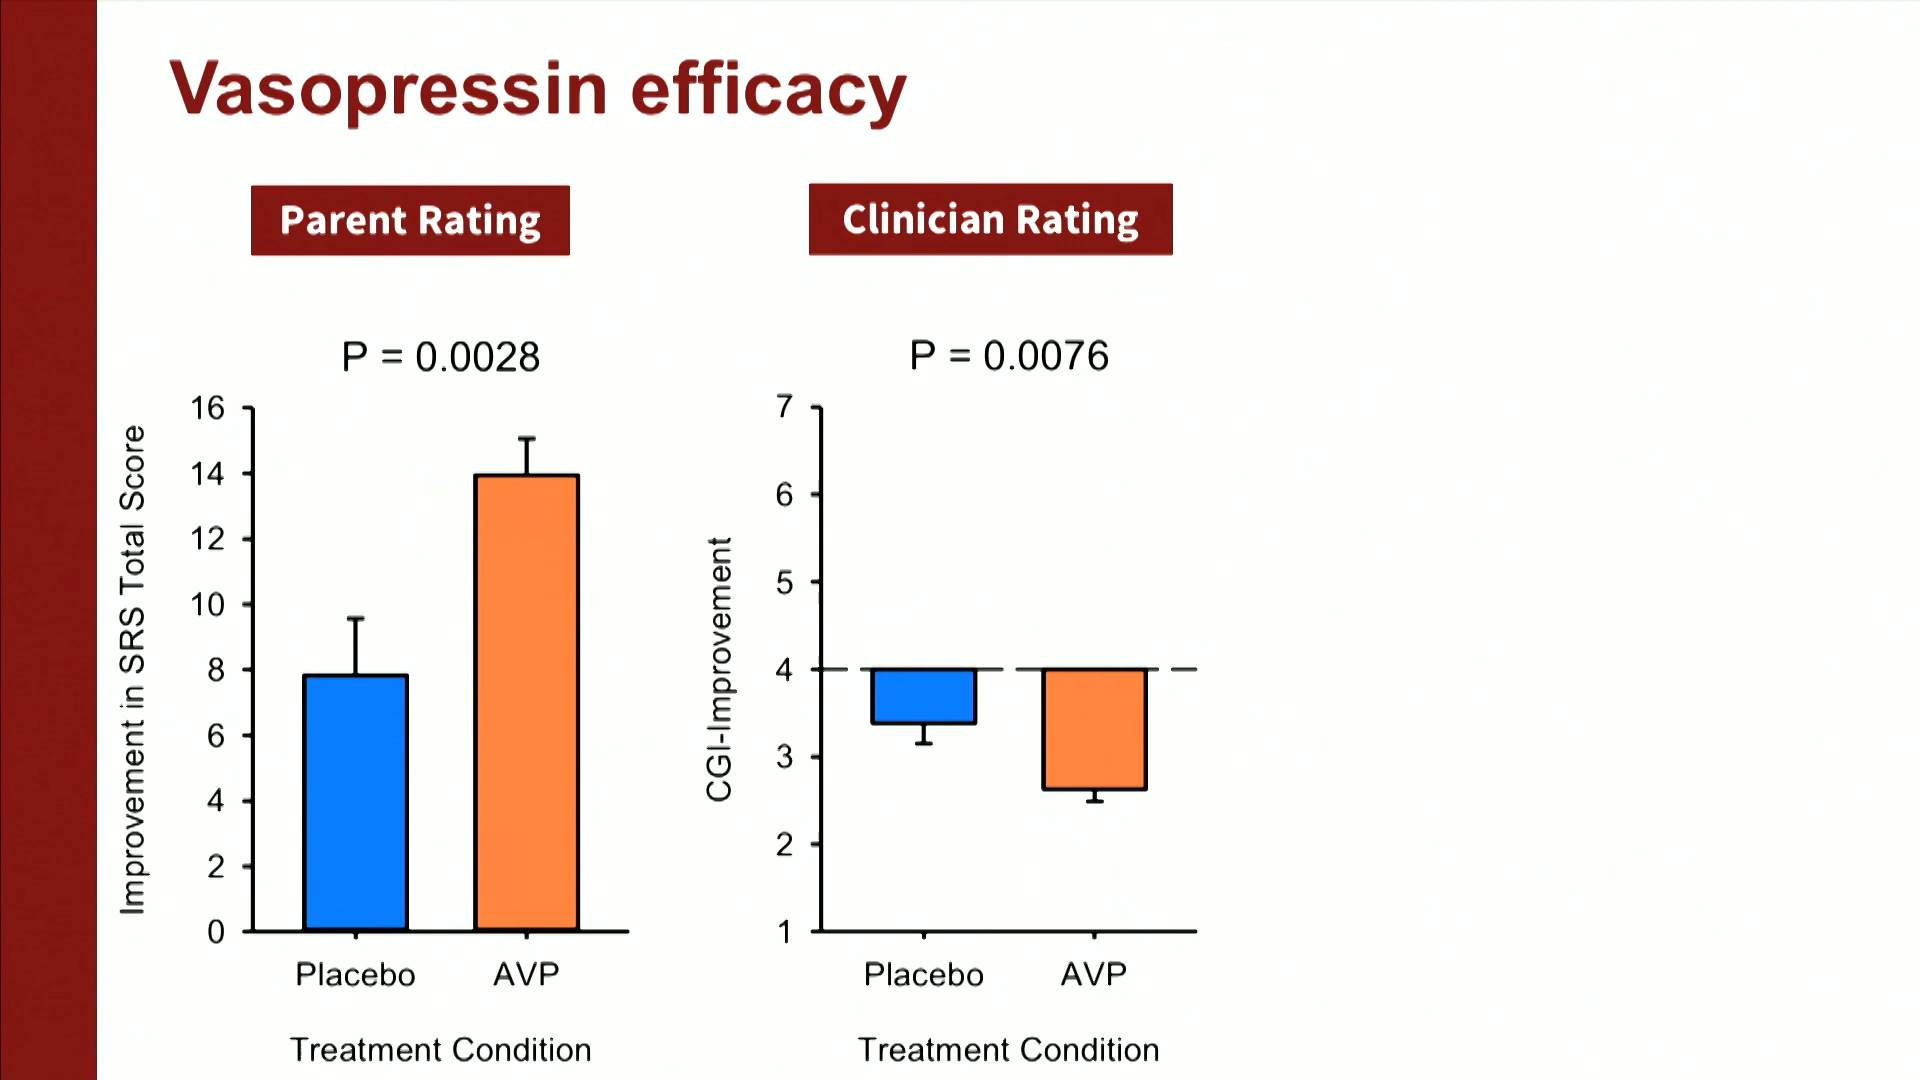 Vasopressin efficacy
Parent Rating
P = 0.0028
Improvement in SRS Total Score
16
14
12
10
8
6
4
2
0
Placebo AVP
Treatment Condition
Clinician Rating
P = 0.0076
CGI-Improvement
7
6
5
4
3
2
1
Placebo AVP
Treatment Condition